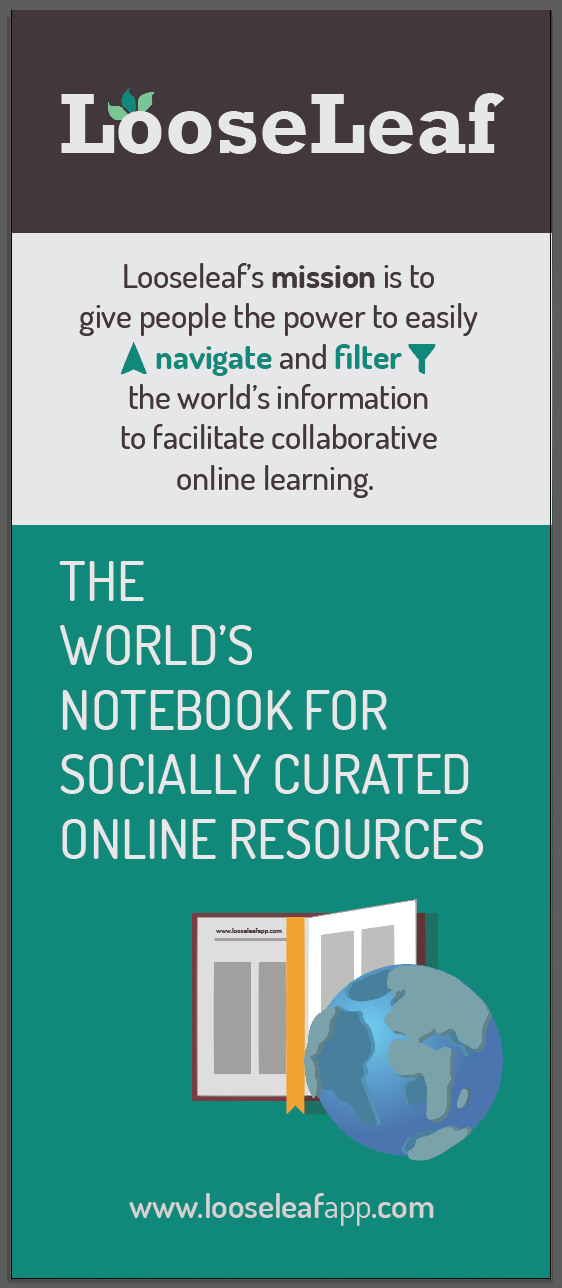 LooseLeaf
Looseleaf's mission is to
give people the power to easily
navigate and filter
the world's information
to facilitate collaborative
online learning.
THE
WORLD'S
NOTEBOOK FOR
SOCIALLY CURATED
ONLINE RESOURCES
www.looseleafapp.com
www.looseleafapp.com